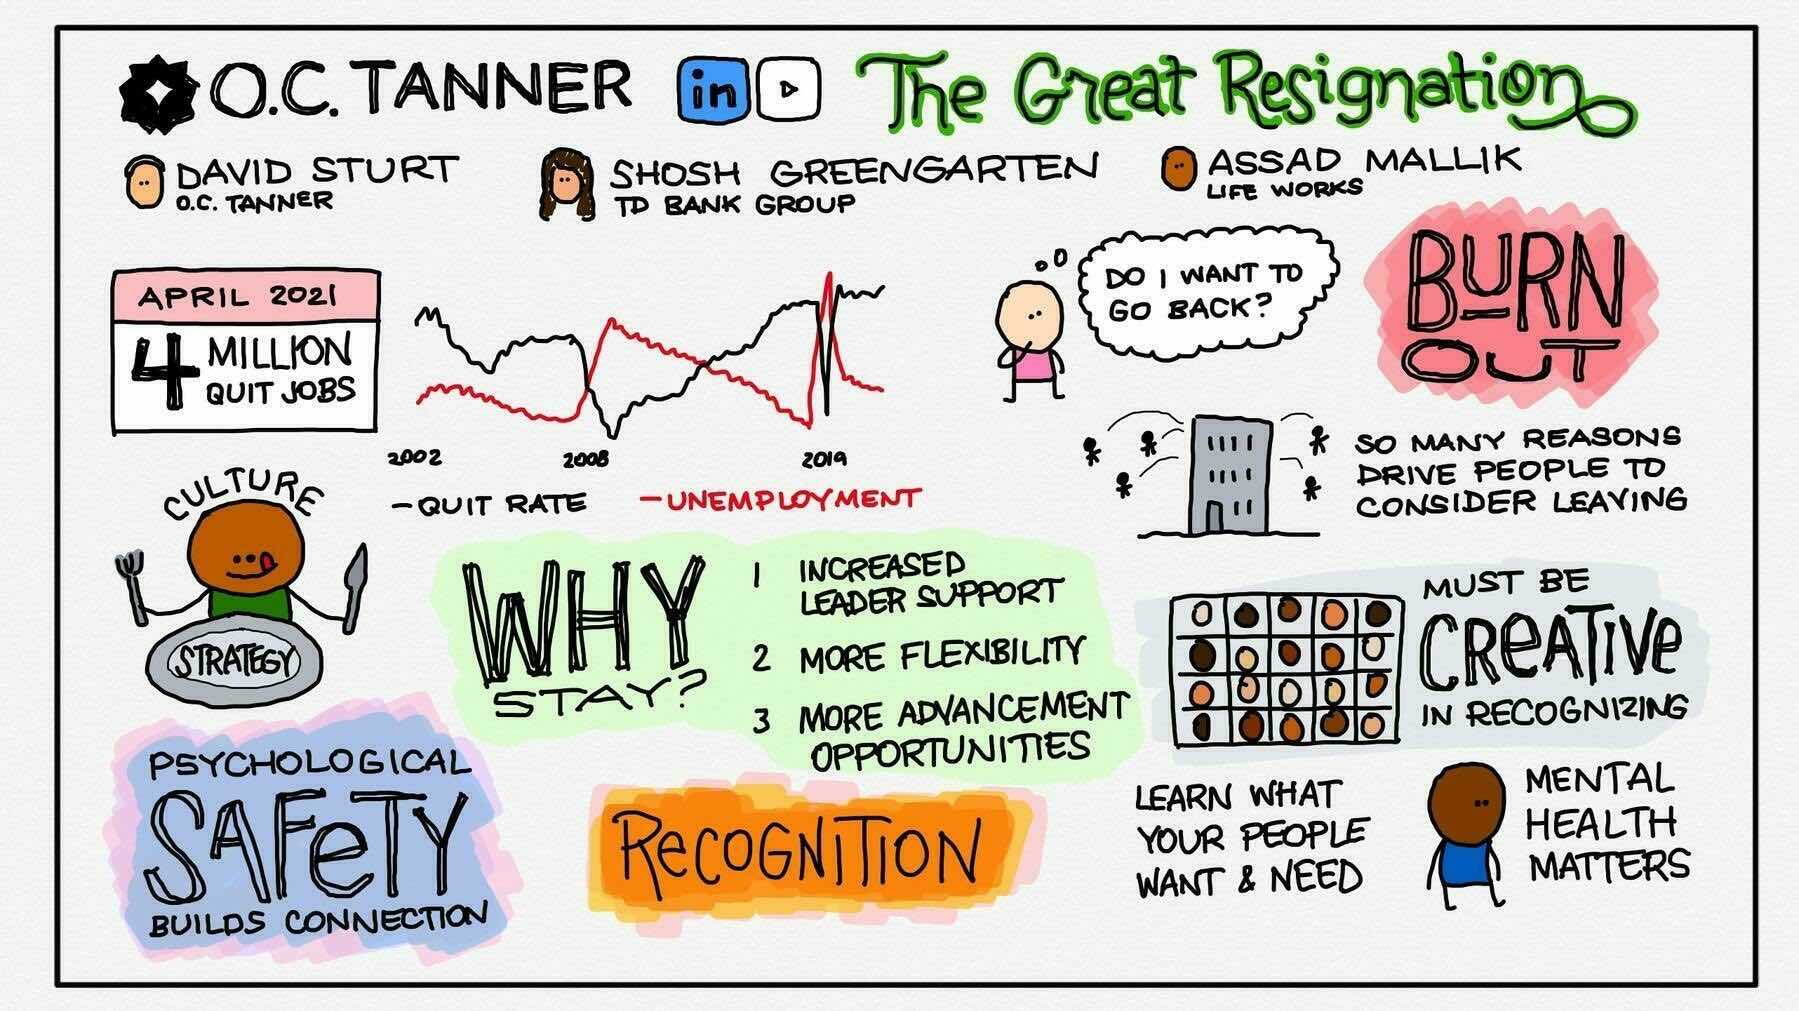 O.C. TANNER
in
The Great Resignation
DAVID STURT
O.C. TANNER
SHOSH GREENGARTEN
TD BANK GROUP
ASSAD MALLIK
LIFE WORKS
APRIL 2021
4 MILLION
QUIT JOBS
2002
2008
2019
-QUIT RATE
-UNEMPLOYMENT
DO I WANT TO
GO BACK?
BURN
OUT
SO MANY REASONS
DRIVE PEOPLE TO
CONSIDER LEAVING
CULTURE
STRATEGY
WHY
STAY?
1 INCREASED
LEADER SUPPORT
2 MORE FLEXIBILITY
3 MORE ADVANCEMENT
OPPORTUNITIES
MUST BE
CREATIVE
IN RECOGNIZING
PSYCHOLOGICAL
SAFETY
BUILDS CONNECTION
RECOGNITION
LEARN WHAT
YOUR PEOPLE
WANT & NEED
MENTAL
HEALTH
MATTERS